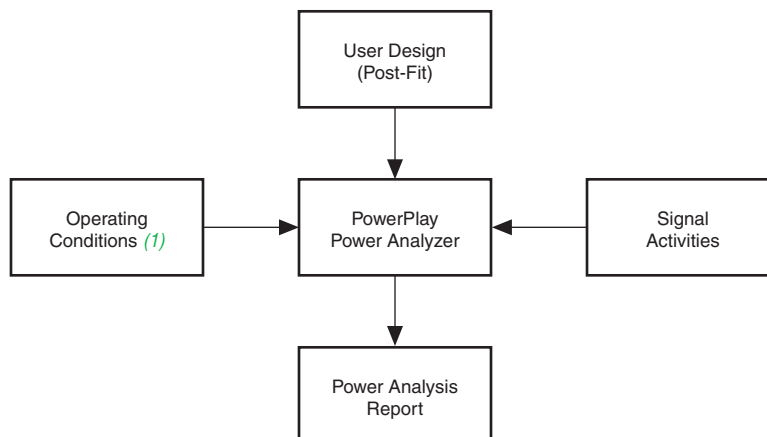 User Design
(Post-Fit)
Operating
Conditions (1)
PowerPlay
Power Analyzer
Signal
Activities
Power Analysis
Report